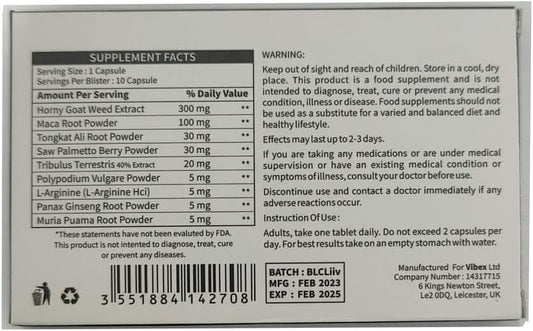 SUPPLEMENT FACTS
Serving Size : 1 Capsule
Servings Per Blister : 10 Capsule
Amount Per Serving % Daily Value
Horny Goat Weed Extract 300 mg **
Maca Root Powder 100 mg **
Tongkat Ali Root Powder 30 mg **
Saw Palmetto Berry Powder 30 mg **
Tribulus Terrestris 40% Extract 20 mg **
Polypodium Vulgare Powder 5 mg **
L-Arginine (L-Arginine Hci) 5 mg **
Panax Ginseng Root Powder 5 mg **
Muria Puama Root Powder 5 mg **
*These statements have not been evaluted by FDA.
This product is not intended to diagnose, treat, cure
or prevent any diseases.
3 551884 142708
WARNING:
Keep out of sight and reach of children. Store in a cool, dry
place. This product is a food supplement and is not
intended to diagnose, treat, cure or prevent any medical
condition, illness or disease. Food supplements should not
be used as a substitute for a varied and balanced diet and
healthy lifestyle.
Effects may last up to 2-3 days.
If you are taking any medications or are under medical
supervision or have an existing medical condition or
symptoms of illness, consult your doctor before use.
Discontinue use and contact a doctor immediately if any
adverse reactions occur.
Instruction Of Use:
Adults, take one tablet daily. Do not exceed 2 capsules per
day. For best results take on an empty stomach with water.
BATCH : BLCLiiv
MFG : FEB 2023
EXP : FEB 2025
Manufactured For Vibex Ltd
Company Number : 14317715
6 Kings Newton Street,
Le2 0DQ, Leicester, UK